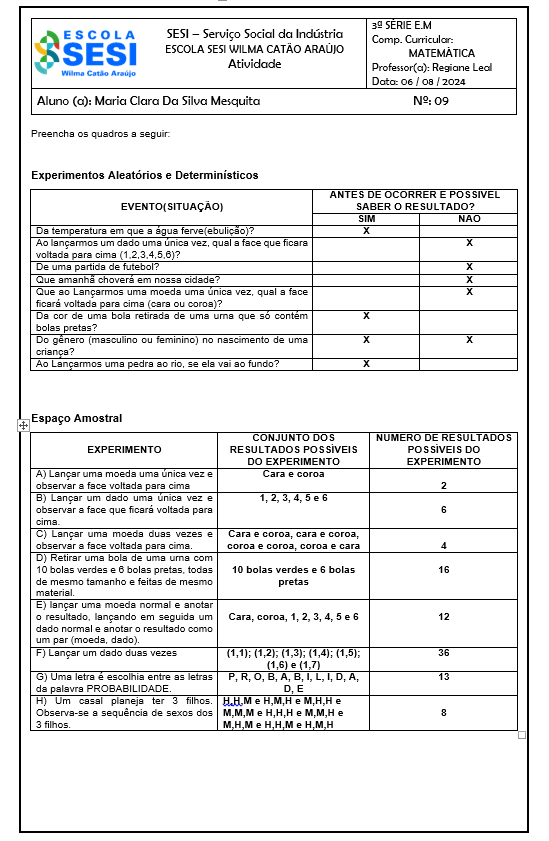 ESCOLA
SESI
Wilma Catão Araújo
SESI – Serviço Social da Indústria
ESCOLA SESI WILMA CATÃO ARAÚJO
Atividade
3ª SÉRIE E.M
Comp. Curricular:
MATEMÁTICA
Professor(a): Regiane Leal
Data: 06 / 08 / 2024
Aluno (a): Maria Clara Da Silva Mesquita
Nº: 09
Preencha os quadros a seguir:
Experimentos Aleatórios e Determinísticos
EVENTO(SITUAÇÃO)
ANTES DE OCORRER É POSSÍVEL
SABER O RESULTADO?
SIM
NÃO
Da temperatura em que a água ferve(ebulição)?
X
Ao lançarmos um dado uma única vez, qual a face que ficara
voltada para cima (1,2,3,4,5,6)?
X
De uma partida de futebol?
X
Que amanhã choverá em nossa cidade?
X
Que ao Lançarmos uma moeda uma única vez, qual a face
ficará voltada para cima (cara ou coroa)?
X
Da cor de uma bola retirada de uma urna que só contém
bolas pretas?
X
Do gênero (masculino ou feminino) no nascimento de uma
criança?
X
X
Ao Lançarmos uma pedra ao rio, se ela vai ao fundo?
X
Espaço Amostral
EXPERIMENTO
CONJUNTO DOS
RESULTADOS POSSÍVEIS
DO EXPERIMENTO
NÚMERO DE RESULTADOS
POSSÍVEIS DO
EXPERIMENTO
A) Lançar uma moeda uma única vez e
observar a face voltada para cima
Cara e coroa
2
B) Lançar um dado uma única vez e
observar a face que ficará voltada para
cima.
1, 2, 3, 4, 5 e 6
6
C) Lançar uma moeda duas vezes e
observar a face voltada para cima.
Cara e coroa, cara e coroa,
coroa e coroa, coroa e cara
4
D) Retirar uma bola de uma urna com
10 bolas verdes e 6 bolas pretas, todas
de mesmo tamanho e feitas de mesmo
material.
10 bolas verdes e 6 bolas
pretas
16
E) lançar uma moeda normal e anotar
o resultado, lançando em seguida um
dado normal e anotar o resultado como
um par (moeda, dado).
Cara, coroa, 1, 2, 3, 4, 5 e 6
12
F) Lançar um dado duas vezes
(1,1); (1,2); (1,3); (1,4); (1,5);
(1,6) e (1,7)
36
G) Uma letra é escolhia entre as letras
da palavra PROBABILIDADE.
P, R, O, B, A, B, I, L, I, D, A,
D, E
13
H) Um casal planeja ter 3 filhos.
Observa-se a sequência de sexos dos
3 filhos.
H,H,M e H,M,H e M,H,H e
M,M,M e H,H,H e M,M,H e
M,H,M e H,H,M e H,M,H
8